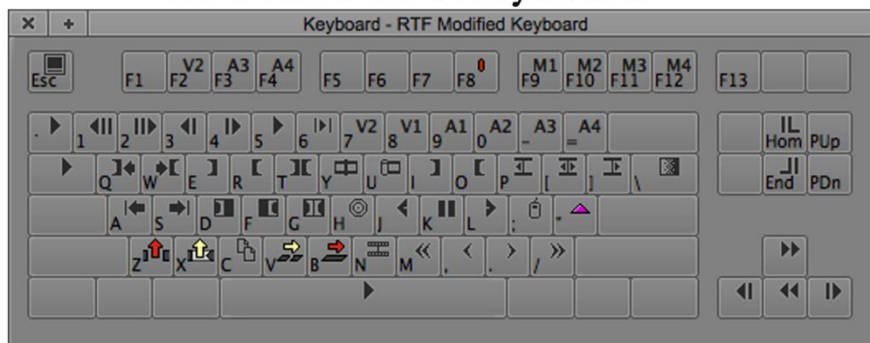 Keyboard - RTF Modified Keyboard
Esc F1 F2 V2 F3 A3 F4 A4 F5 F6 F7 F8 F9 M1 F10 M2 F11 M3 F12 M4 F13
. 1 2 3 4 5 6 7 V2 8 V1 9 A1 0 A2 - A3 = A4 Hom PUp
Q W E R T Y U I O P [ ] \ End PDn
A S D F G H J K L ; "
Z X C V B N M , . /